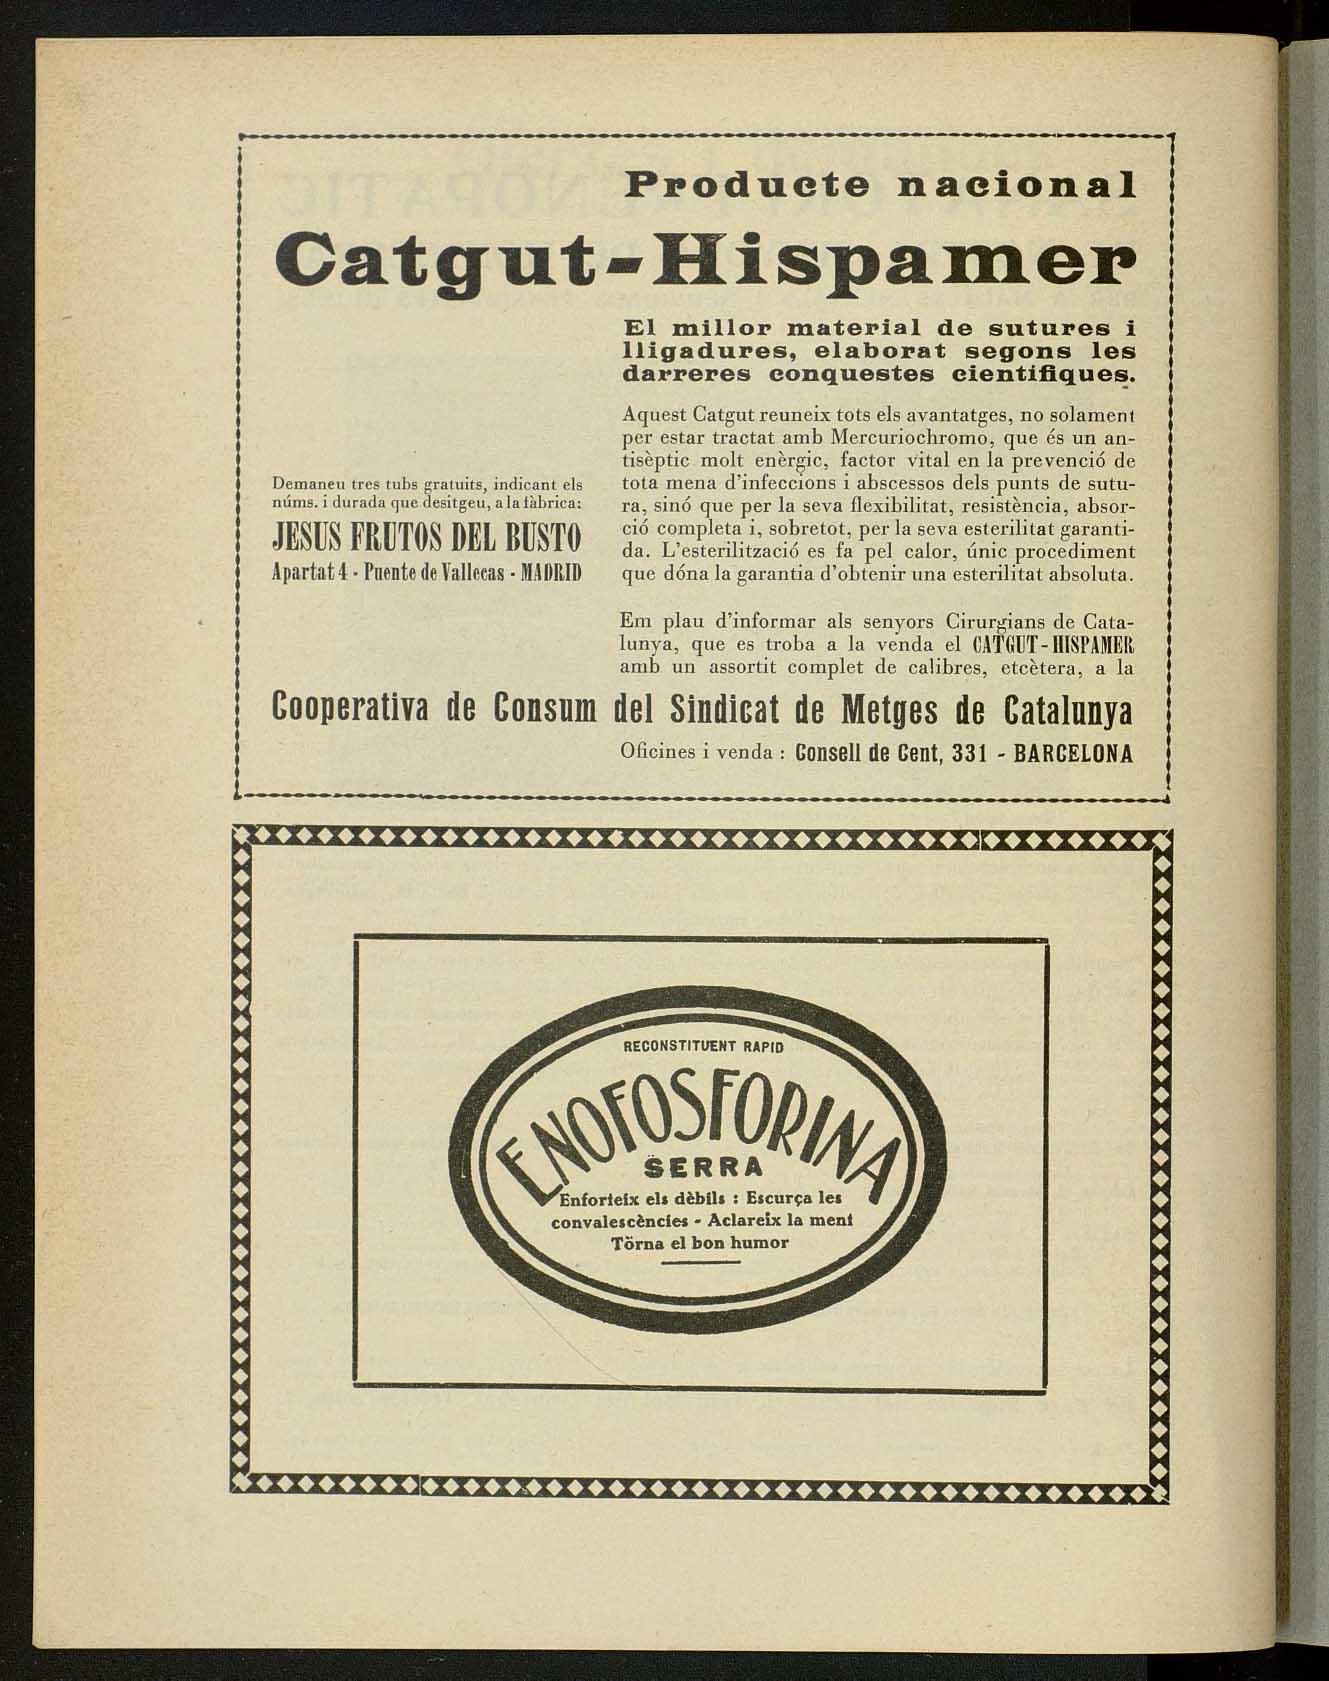 Producte nacional
Catgut-Hispamer
El millor material de sutures i
lligadures, elaborat segons les
darreres conquestes cientifiques.
Aquest Catgut reuneix tots els avantatges, no solament
per estar tractat amb Mercuriochromo, que és un an-
tisèptic molt enèrgic, factor vital en la prevenció de
tota mena d'infeccions i abscessos dels punts de sutu-
ra, sinó que per la seva flexibilitat, resistència, absor-
ció completa i, sobretot, per la seva esterilitat garanti-
da. L'esterilització es fa pel calor, únic procediment
que dóna la garantia d'obtenir una esterilitat absoluta.
Demaneu tres tubs gratuits, indicant els
núms. i durada que desitgeu, a la fàbrica:
JESUS FRUTOS DEL BUSTO
Apartat 4 - Puente de Vallecas - MADRID
Em plau d'informar als senyors Cirurgians de Cata-
lunya, que es troba a la venda el CATGUT-HISPAMER
amb un assortit complet de calibres, etcètera, a la
Cooperativa de Consum del Sindicat de Metges de Catalunya
Oficines i venda : Consell de Cent, 331 - BARCELONA
RECONSTITUENT RAPID
ENOFOSFORINA
SERRA
Enforteix els dèbils : Escurça les
convalescències - Aclareix la ment
Törna el bon humor